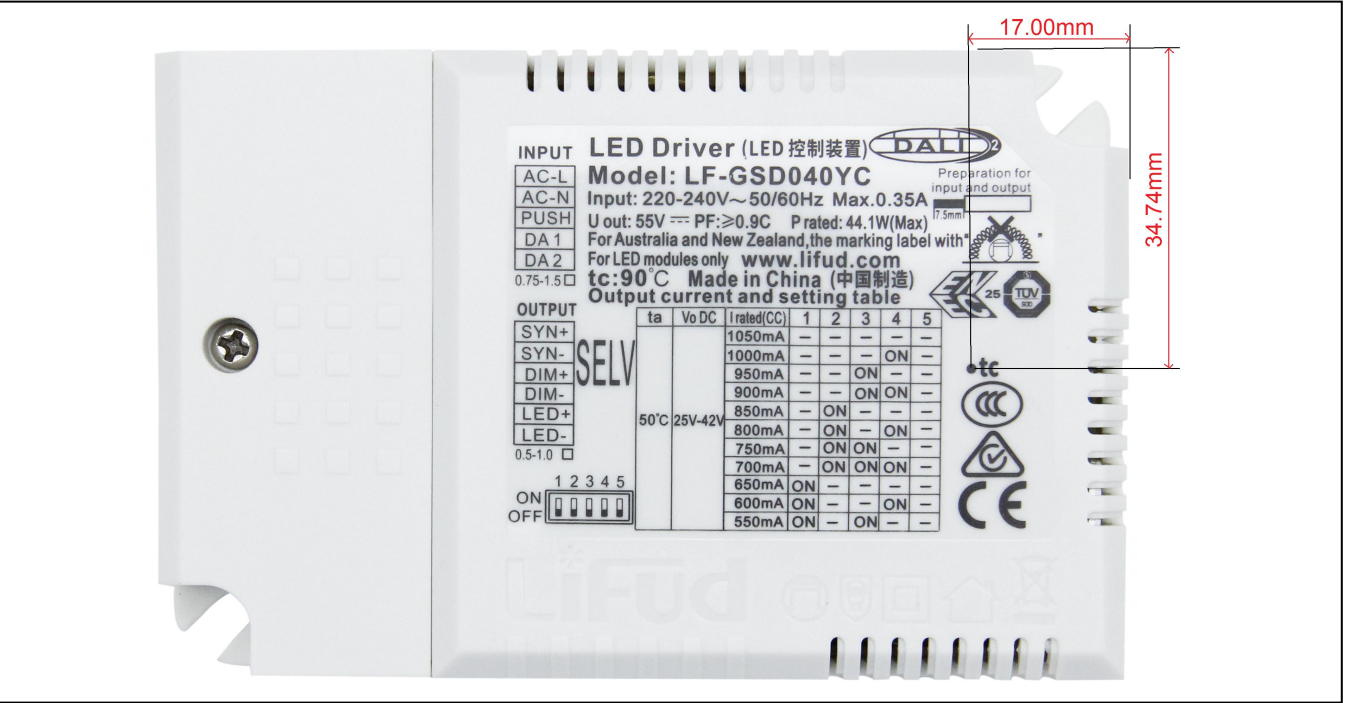 17.00mm
34.74mm
LED Driver (LED 控制装置) DALI 2
Model: LF-GSD040YC
Preparation for
input and output
7.5mm
Input: 220-240V～50/60Hz Max.0.35A
U out: 55V ⎓ PF:≥0.9C P rated: 44.1W(Max)
For Australia and New Zealand,the marking label with" "
For LED modules only www.lifud.com
tc:90℃ Made in China (中国制造)
Output current and setting table
INPUT
AC-L
AC-N
PUSH
DA 1
DA 2
0.75-1.5□
OUTPUT
SYN+
SYN-
DIM+
DIM-
LED+
LED-
0.5-1.0 □
SELV
1 2 3 4 5
ON
OFF
ta Vo DC I rated(CC) 1 2 3 4 5
50℃ 25V-42V
1050mA – – – – –
1000mA – – – ON –
950mA – – ON – –
900mA – – ON ON –
850mA – ON – – –
800mA – ON – ON –
750mA – ON ON – –
700mA – ON ON ON –
650mA ON – – – –
600mA ON – – ON –
550mA ON – ON – –
25
TÜV
SÜD
tc
CCC
CE
LiFud